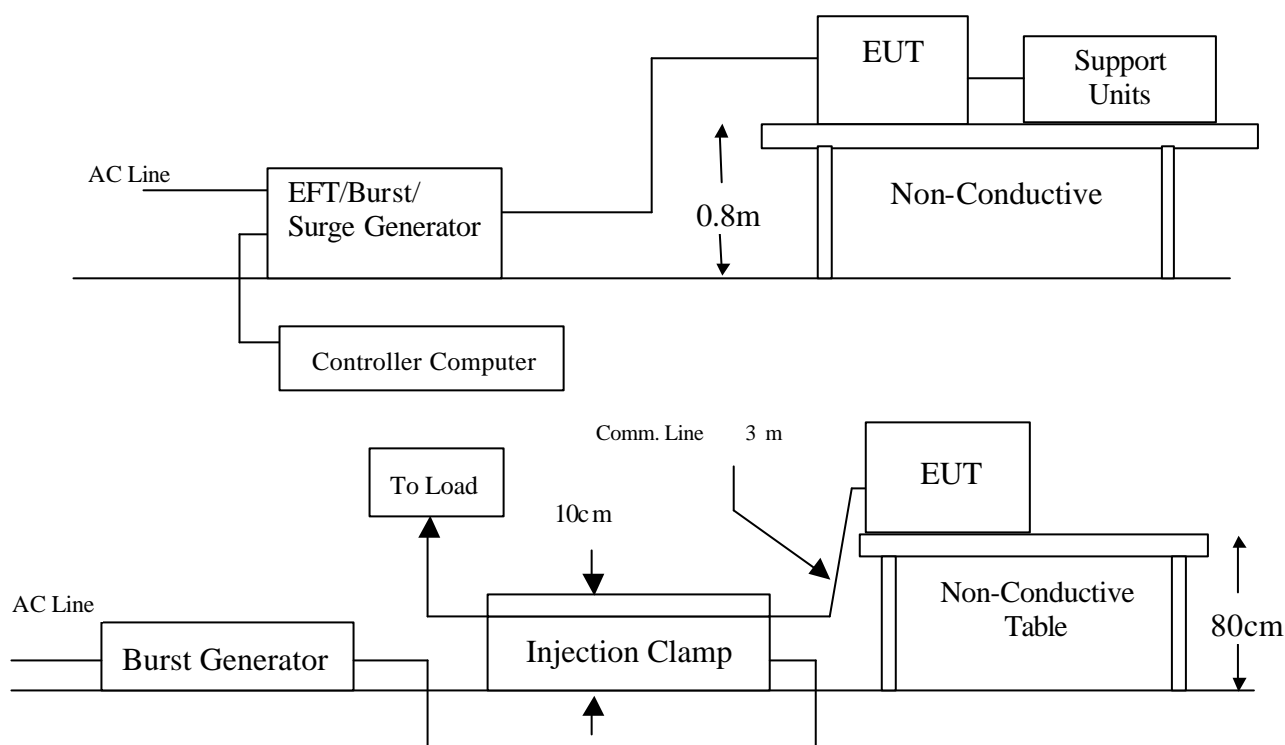 EUT
Support
Units
AC Line
EFT/Burst/
Surge Generator
0.8m
Non-Conductive
Controller Computer
Comm. Line 3 m
To Load
EUT
10cm
AC Line
Non-Conductive
Table
80cm
Burst Generator
Injection Clamp